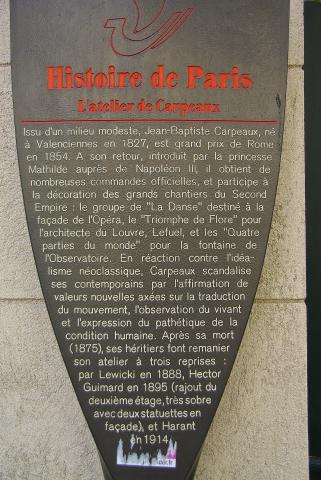 Histoire de Paris
L'atelier de Carpeaux
Issu d'un milieu modeste, Jean-Baptiste Carpeaux, né
à Valenciennes en 1827, est grand prix de Rome
en 1854. A son retour, introduit par la princesse
Mathilde auprès de Napoléon III, il obtient de
nombreuses commandes officielles, et participe à
la décoration des grands chantiers du Second
Empire : le groupe de "La Danse" destiné à la
façade de l'Opéra, le "Triomphe de Flore" pour
l'architecte du Louvre, Lefuel, et les "Quatre
parties du monde" pour la fontaine de
l'Observatoire. En réaction contre l'idéa-
lisme néoclassique, Carpeaux scandalise
ses contemporains par l'affirmation de
valeurs nouvelles axées sur la traduction
du mouvement, l'observation du vivant
et l'expression du pathétique de la
condition humaine. Après sa mort
(1875), ses héritiers font remanier
son atelier à trois reprises :
par Lewicki en 1888, Hector
Guimard en 1895 (rajout du
deuxième étage, très sobre
avec deux statuettes en
façade), et Harant
en 1914